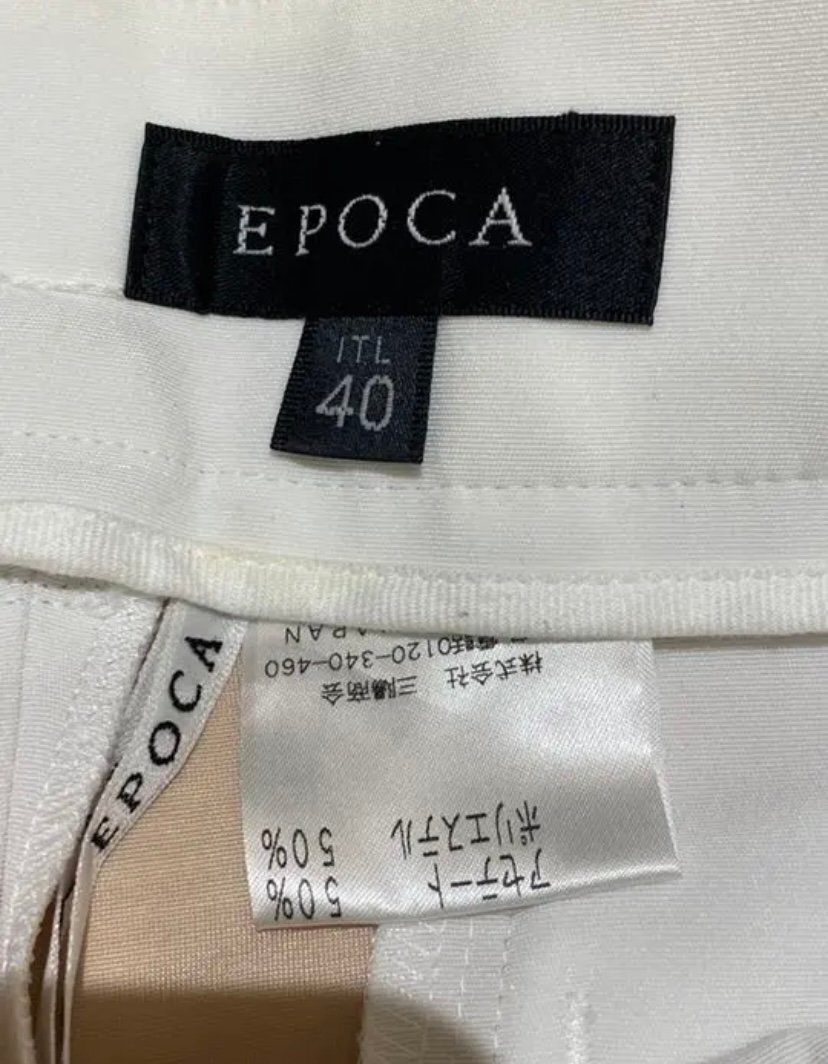 EPOCA
ITL
40
EPOCA
アセテート 50%
ポリエステル 50%
株式会社 三陽商会
0120-340-460
JAPAN